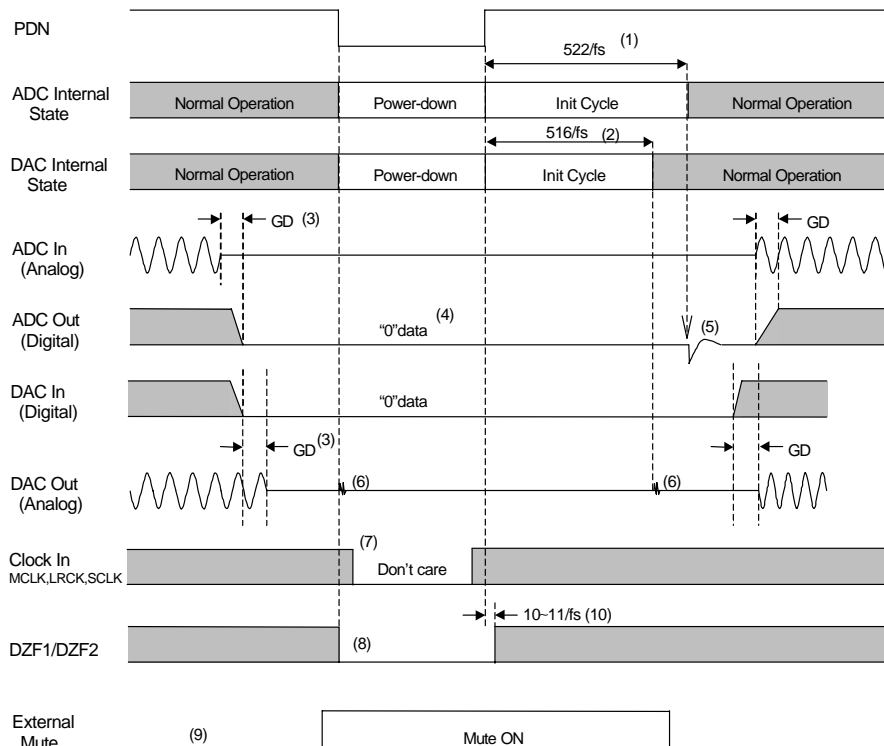 PDN
522/fs (1)
ADC Internal State
Normal Operation Power-down Init Cycle Normal Operation
516/fs (2)
DAC Internal State
Normal Operation Power-down Init Cycle Normal Operation
GD (3) GD
ADC In
(Analog)
ADC Out
(Digital)
"0"data (4) (5)
DAC In
(Digital)
"0"data
GD (3) GD
DAC Out
(Analog)
(6) (6)
Clock In
MCLK,LRCK,SCLK
(7) Don't care
10~11/fs (10)
DZF1/DZF2 (8)
External
Mute
(9) Mute ON